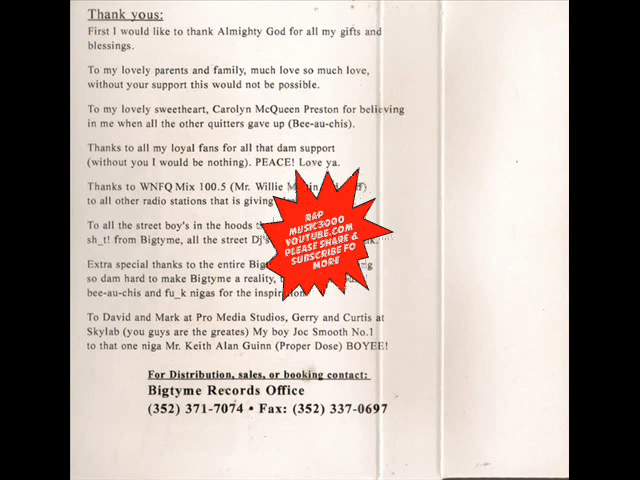 Thank yous:
First I would like to thank Almighty God for all my gifts and
blessings.
To my lovely parents and family, much love so much love,
without your support this would not be possible.
To my lovely sweetheart, Carolyn McQueen Preston for believing
in me when all the other quitters gave up (Bee-au-chis).
Thanks to all my loyal fans for all that dam support
(without you I would be nothing). PEACE! Love ya.
Thanks to WNFQ Mix 100.5 (Mr. Willie
to all other radio stations that is giving
To all the street boy's in the hoods
sh_t! from Bigtyme, all the street Dj's
Extra special thanks to the entire
so dam hard to make Bigtyme a reality,
bee-au-chis and fu_k nigas for the
To David and Mark at Pro Media Studios, Gerry and Curtis at
Skylab (you guys are the greates) My boy Joc Smooth No.1
to that one niga Mr. Keith Alan Guinn (Proper Dose) BOYEE!
For Distribution, sales, or booking contact:
Bigtyme Records Office
(352) 371-7074 • Fax: (352) 337-0697
RAP
MUSIC3000
YOUTUBE.COM
PLEASE SHARE &
SUBSCRIBE FO
MORE